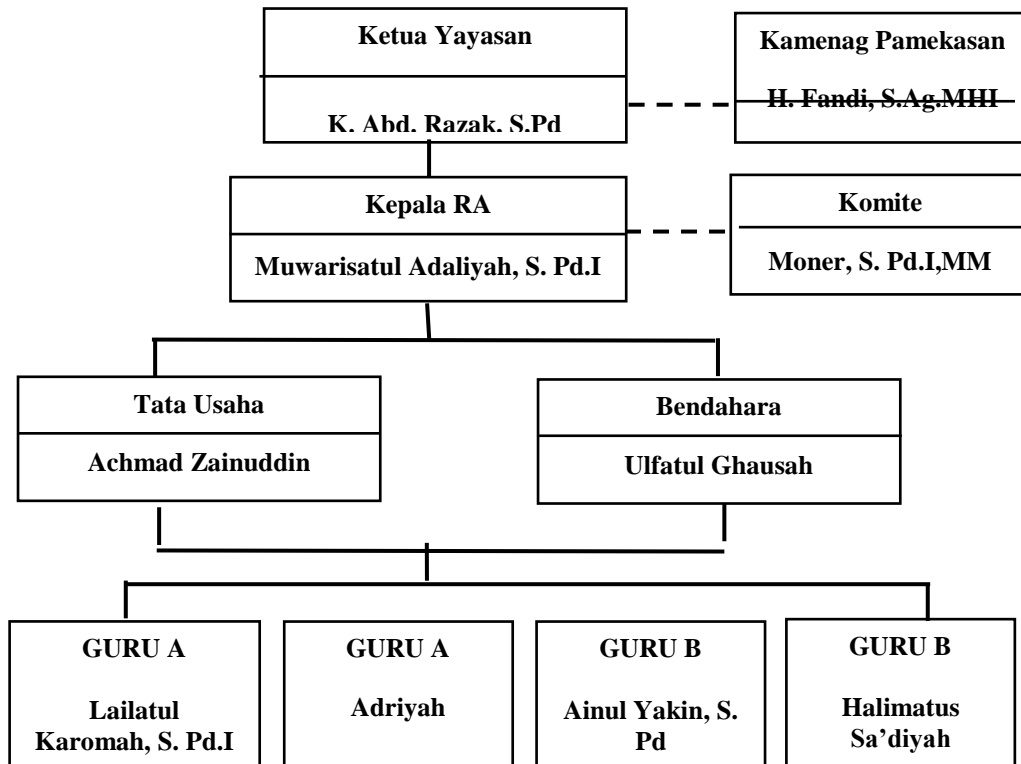 Ketua Yayasan
K. Abd. Razak, S.Pd
Kamenag Pamekasan
H. Fandi, S.Ag.MHI
Kepala RA
Muwarisatul Adaliyah, S. Pd.I
Komite
Moner, S. Pd.I,MM
Tata Usaha
Achmad Zainuddin
Bendahara
Ulfatul Ghausah
GURU A
Lailatul
Karomah, S. Pd.I
GURU A
Adriyah
GURU B
Ainul Yakin, S.
Pd
GURU B
Halimatus
Sa’diyah